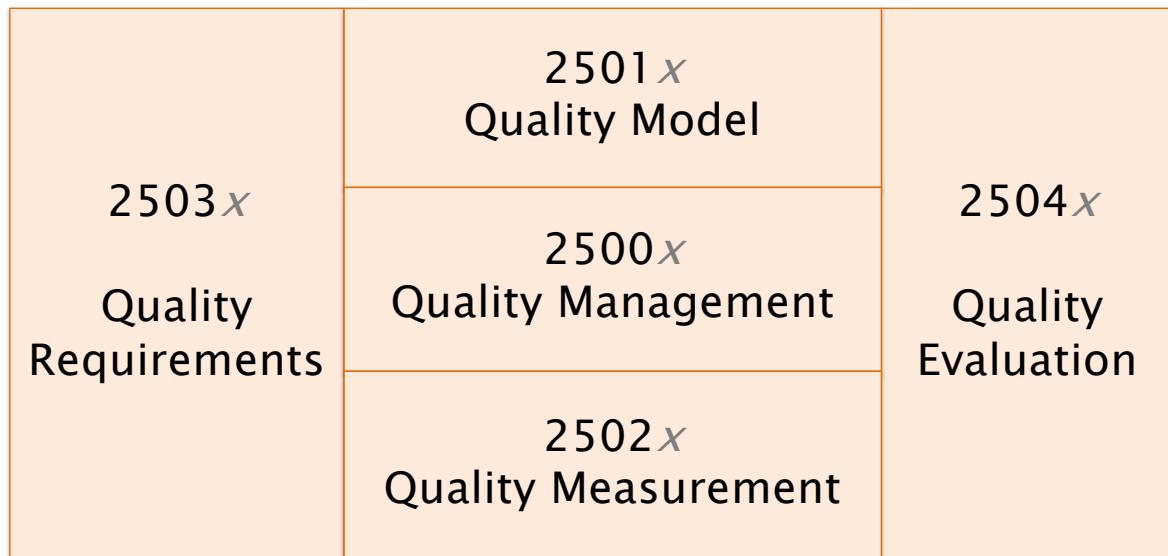 2503x
Quality
Requirements
2501x
Quality Model
2500x
Quality Management
2502x
Quality Measurement
2504x
Quality
Evaluation